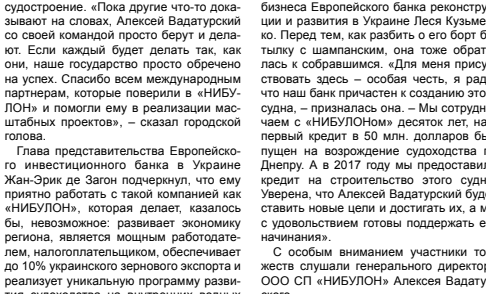 судостроение. «Пока другие что-то дока-
зывают на словах, Алексей Вадатурский
со своей командой просто берут и дела-
ют. Если каждый будет делать так, как
они, наше государство просто обречено
на успех. Спасибо всем международным
партнерам, которые поверили в «НИБУ-
ЛОН» и помогли ему в реализации мас-
штабных проектов», – сказал городской
голова.
Глава представительства Европейско-
го инвестиционного банка в Украине
Жан-Эрик де Загон подчеркнул, что ему
приятно работать с такой компанией как
«НИБУЛОН», которая делает, казалось
бы, невозможное: развивает экономику
региона, является мощным работодате-
лем, налогоплательщиком, обеспечивает
до 10% украинского зернового экспорта и
реализует уникальную программу разви-
бизнеса Европейского банка реконстру
ции и развития в Украине Леся Кузьме
ко. Перед тем, как разбить о его борт б
тылку с шампанским, она тоже обрат
лась к собравшимся. «Для меня прису
ствовать здесь – особая честь, я рад
что наш банк причастен к созданию это
судна, – призналась она. – Мы сотрудн
чаем с «НИБУЛОНом» десяток лет, на
первый кредит в 50 млн. долларов бы
пущен на возрождение судоходства п
Днепру. А в 2017 году мы предоставил
кредит на строительство этого судн
Уверена, что Алексей Вадатурский буд
ставить новые цели и достигать их, а м
с удовольствием готовы поддержать е
начинания».
С особым вниманием участники то
жеств слушали генерального директор
ООО СП «НИБУЛОН» Алексея Вадату